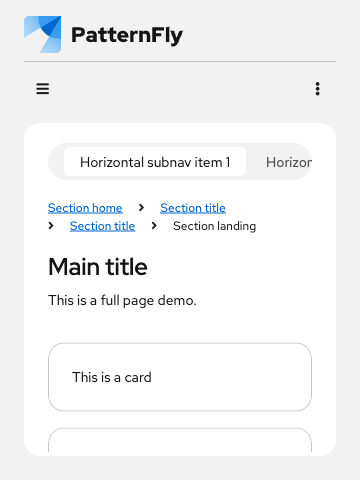 PatternFly
Horizontal subnav item 1 Horizon
Section home Section title
Section title Section landing
Main title
This is a full page demo.
This is a card